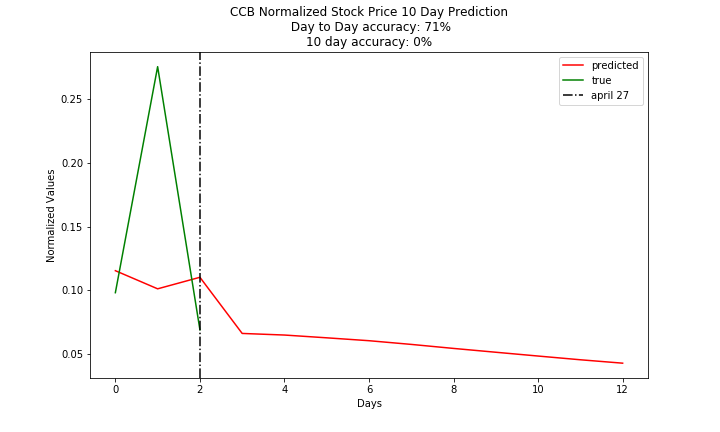 CCB Normalized Stock Price 10 Day Prediction
Day to Day accuracy: 71%
10 day accuracy: 0%
predicted
true
april 27
Normalized Values
0.25
0.20
0.15
0.10
0.05
0 2 4 6 8 10 12
Days